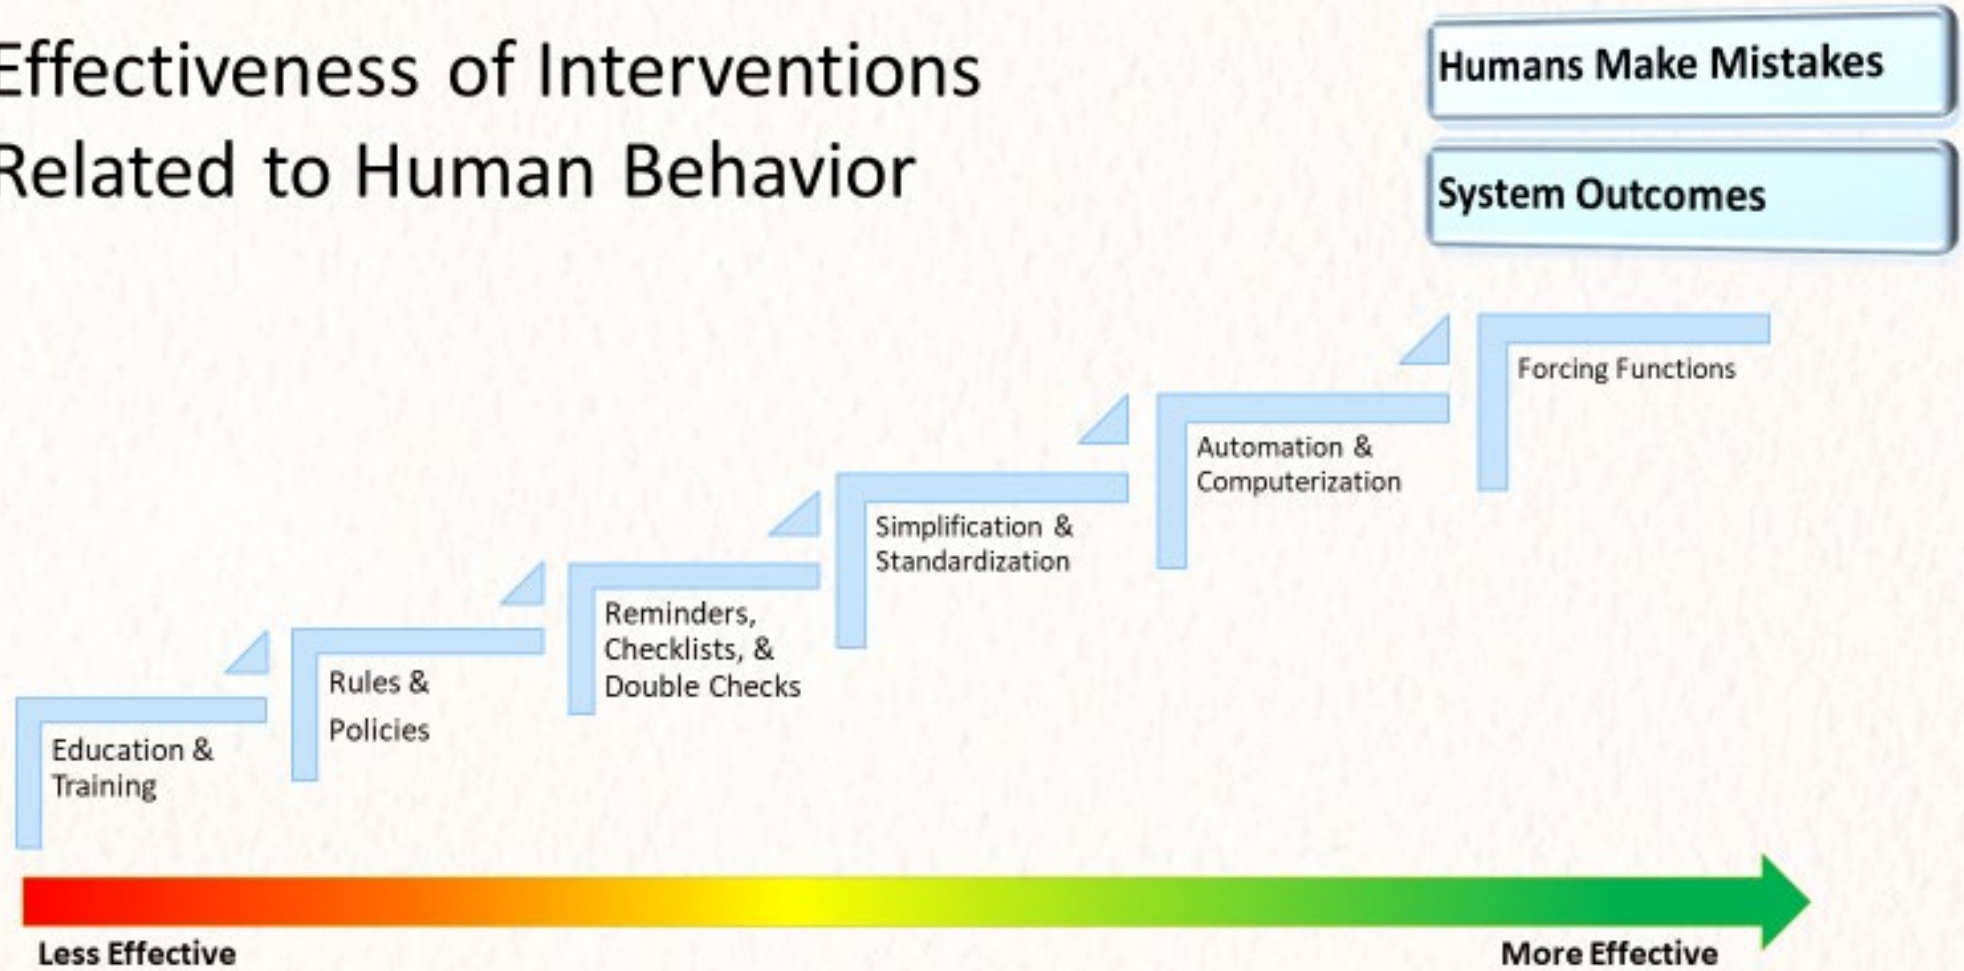 Effectiveness of Interventions
Related to Human Behavior
Humans Make Mistakes
System Outcomes
Forcing Functions
Automation &
Computerization
Simplification &
Standardization
Reminders,
Checklists, &
Double Checks
Rules &
Policies
Education &
Training
Less Effective
More Effective